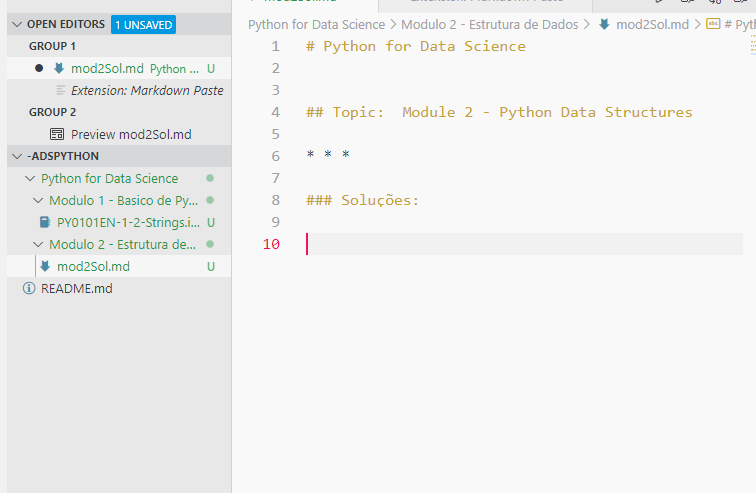 OPEN EDITORS 1 UNSAVED
GROUP 1
mod2Sol.md Python ... U
Extension: Markdown Paste
GROUP 2
Preview mod2Sol.md
-ADSPYTHON
Python for Data Science
Modulo 1 - Basico de Py...
PY0101EN-1-2-Strings.i... U
Modulo 2 - Estrutura de...
mod2Sol.md U
README.md
Python for Data Science > Modulo 2 - Estrutura de Dados > mod2Sol.md > # Pyt
1 # Python for Data Science
2
3
4 ## Topic: Module 2 - Python Data Structures
5
6 * * *
7
8 ### Soluções:
9
10